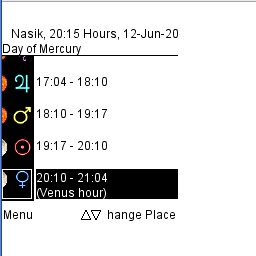 Nasik, 20:15 Hours, 12-Jun-20
Day of Mercury
♃ 17:04 - 18:10
♂ 18:10 - 19:17
☉ 19:17 - 20:10
♀ 20:10 - 21:04
(Venus hour)
Menu △▽ hange Place